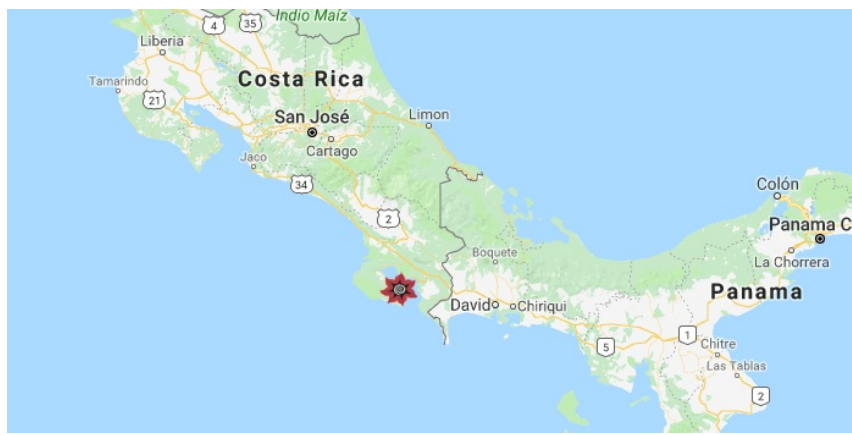 Indio Maíz
4
35
Liberia
Costa Rica
Tamarindo
21
San José
Limon
Cartago
Jaco
34
2
Colón
Panama C
Boquete
La Chorrera
Panama
David
Chiriqui
5
1
Chitre
Las Tablas
2